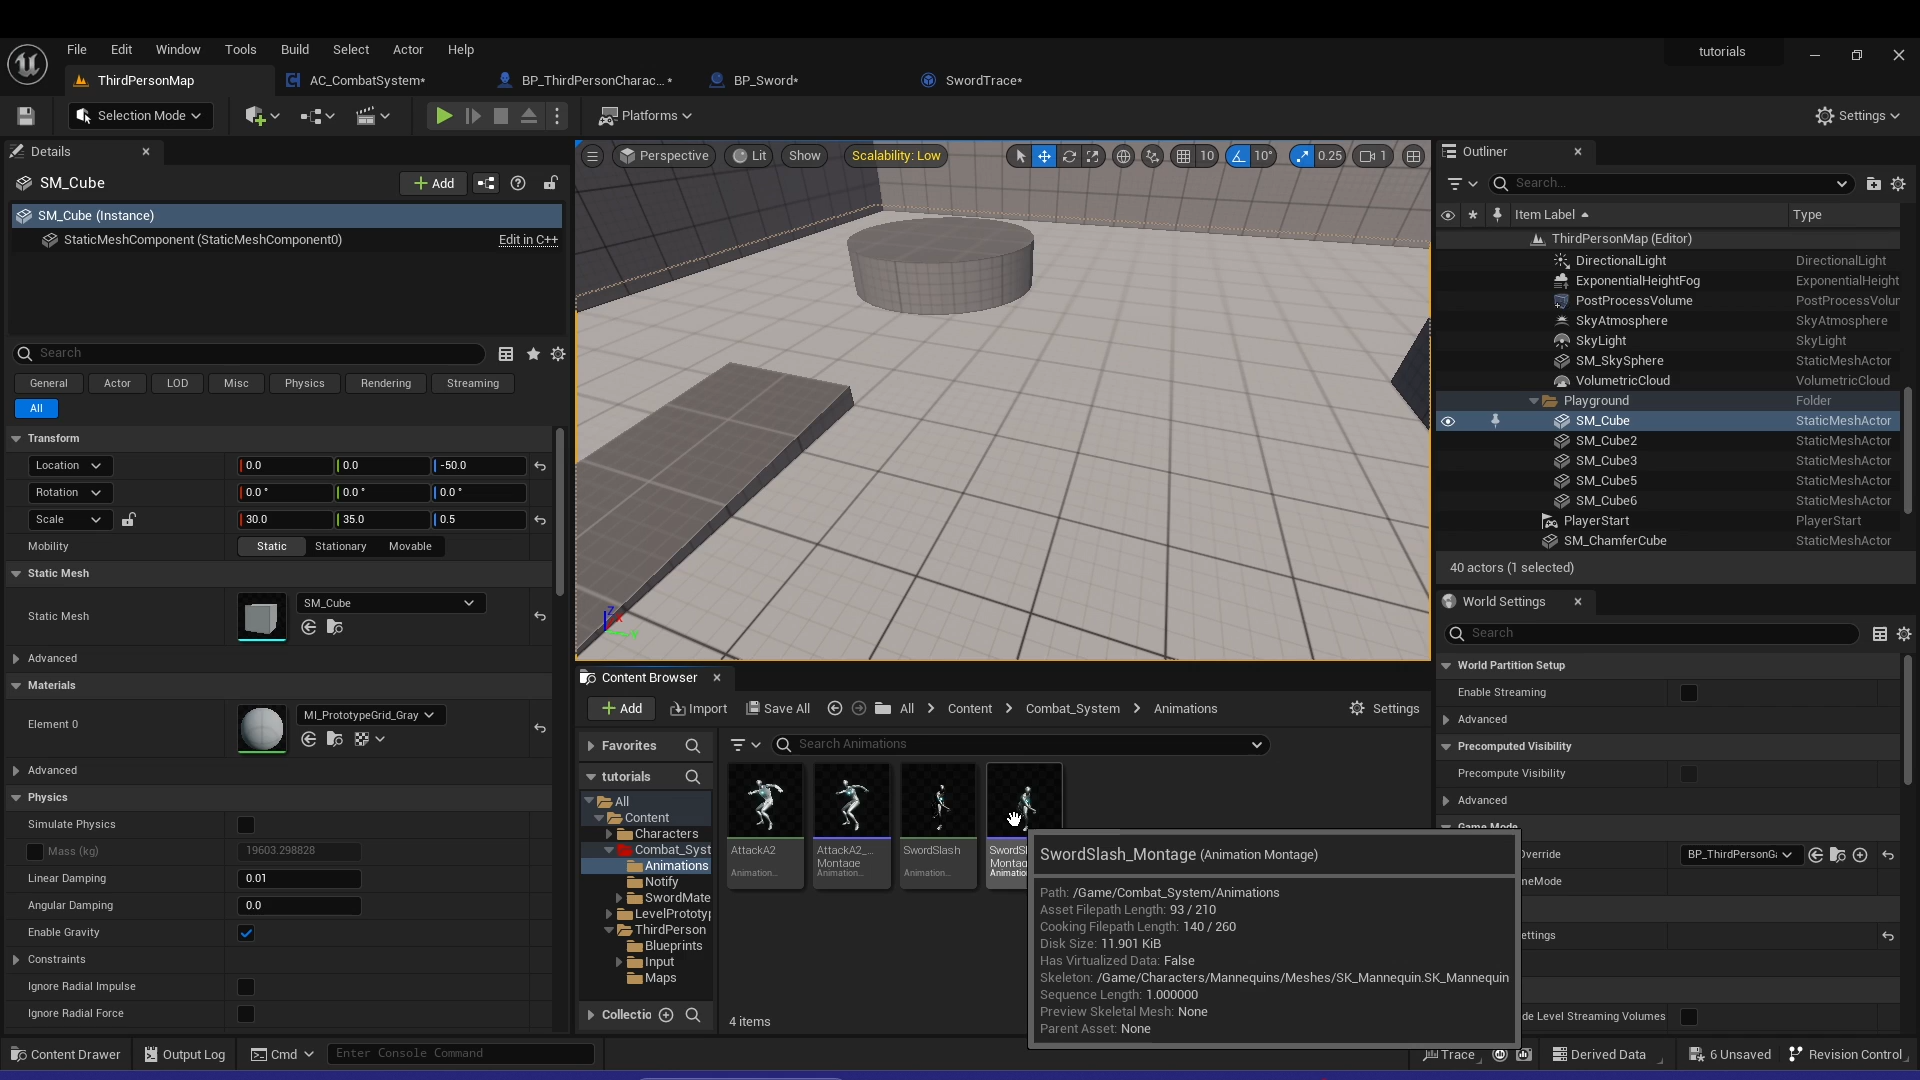 File Edit Window Tools Build Select Actor Help
tutorials
ThirdPersonMap
AC_CombatSystem*
BP_ThirdPersonCharac...*
BP_Sword*
SwordTrace*
Selection Mode
Platforms
Settings
Details
SM_Cube
Add
SM_Cube (Instance)
StaticMeshComponent (StaticMeshComponent0)
Edit in C++
Search
General Actor LOD Misc Physics Rendering Streaming
All
Transform
Location 0.0 0.0 -50.0
Rotation 0.0 ° 0.0 ° 0.0 °
Scale 30.0 35.0 0.5
Mobility Static Stationary Movable
Static Mesh
Static Mesh SM_Cube
Advanced
Materials
Element 0 MI_PrototypeGrid_Gray
Advanced
Physics
Simulate Physics
Mass (kg) 19603.298828
Linear Damping 0.01
Angular Damping 0.0
Enable Gravity
Constraints
Ignore Radial Impulse
Ignore Radial Force
Perspective Lit Show Scalability: Low
10 10° 0.25 1
Z
Content Browser
Add Import Save All All Content Combat_System Animations Settings
Favorites
Search Animations
tutorials
All
Content
Characters
Combat_Syst
Animations
Notify
SwordMate
LevelPrototyp
ThirdPerson
Blueprints
Input
Maps
Collectio
AttackA2
Animation...
AttackA2_...
Montage
Animation...
SwordSlash
Animation...
SwordSl
Montag
Animation
4 items
SwordSlash_Montage (Animation Montage)
Path: /Game/Combat_System/Animations
Asset Filepath Length: 93 / 210
Cooking Filepath Length: 140 / 260
Disk Size: 11.901 KiB
Has Virtualized Data: False
Skeleton: /Game/Characters/Mannequins/Meshes/SK_Mannequin.SK_Mannequin
Sequence Length: 1.000000
Preview Skeletal Mesh: None
Parent Asset: None
Outliner
Search...
Item Label Type
ThirdPersonMap (Editor)
DirectionalLight DirectionalLight
ExponentialHeightFog ExponentialHeight
PostProcessVolume PostProcessVolur
SkyAtmosphere SkyAtmosphere
SkyLight SkyLight
SM_SkySphere StaticMeshActor
VolumetricCloud VolumetricCloud
Playground Folder
SM_Cube StaticMeshActor
SM_Cube2 StaticMeshActor
SM_Cube3 StaticMeshActor
SM_Cube5 StaticMeshActor
SM_Cube6 StaticMeshActor
PlayerStart PlayerStart
SM_ChamferCube StaticMeshActor
40 actors (1 selected)
World Settings
Search
World Partition Setup
Enable Streaming
Advanced
Precomputed Visibility
Precompute Visibility
Advanced
Game Mode
Override BP_ThirdPersonGa
meMode
ettings
de Level Streaming Volumes
Content Drawer Output Log Cmd Enter Console Command
Trace Derived Data 6 Unsaved Revision Control